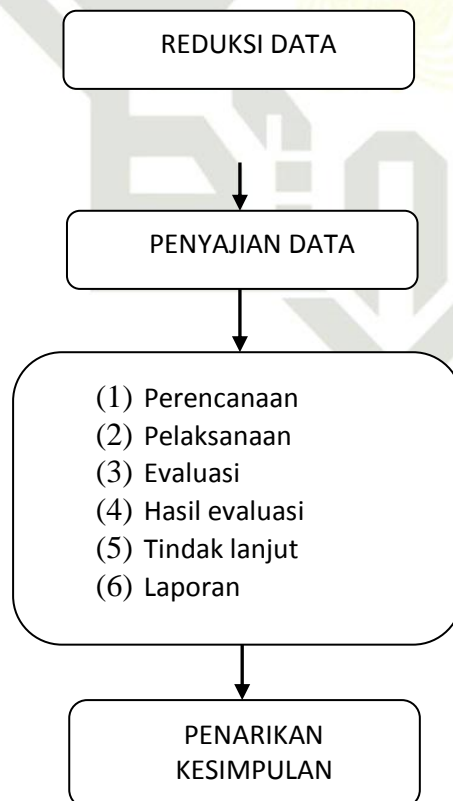 REDUKSI DATA
PENYAJIAN DATA
(1) Perencanaan
(2) Pelaksanaan
(3) Evaluasi
(4) Hasil evaluasi
(5) Tindak lanjut
(6) Laporan
PENARIKAN
KESIMPULAN